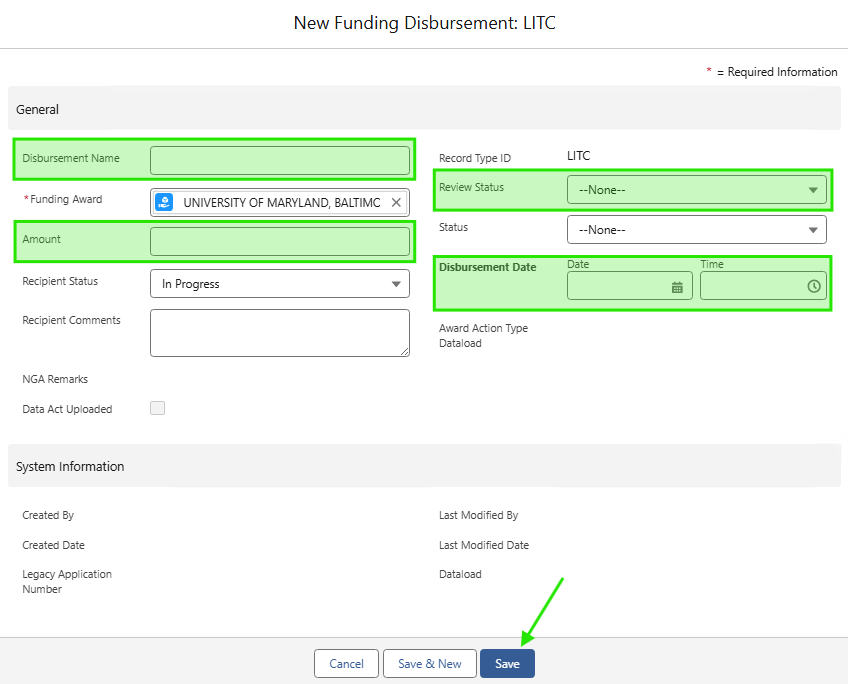 New Funding Disbursement: LITC
* = Required Information
General
Disbursement Name
Record Type ID
LITC
*Funding Award
UNIVERSITY OF MARYLAND, BALTIMC
Review Status
--None--
Amount
Status
--None--
Recipient Status
In Progress
Disbursement Date
Date
Time
Recipient Comments
Award Action Type
Dataload
NGA Remarks
Data Act Uploaded
System Information
Created By
Last Modified By
Created Date
Last Modified Date
Legacy Application
Number
Dataload
Cancel
Save & New
Save